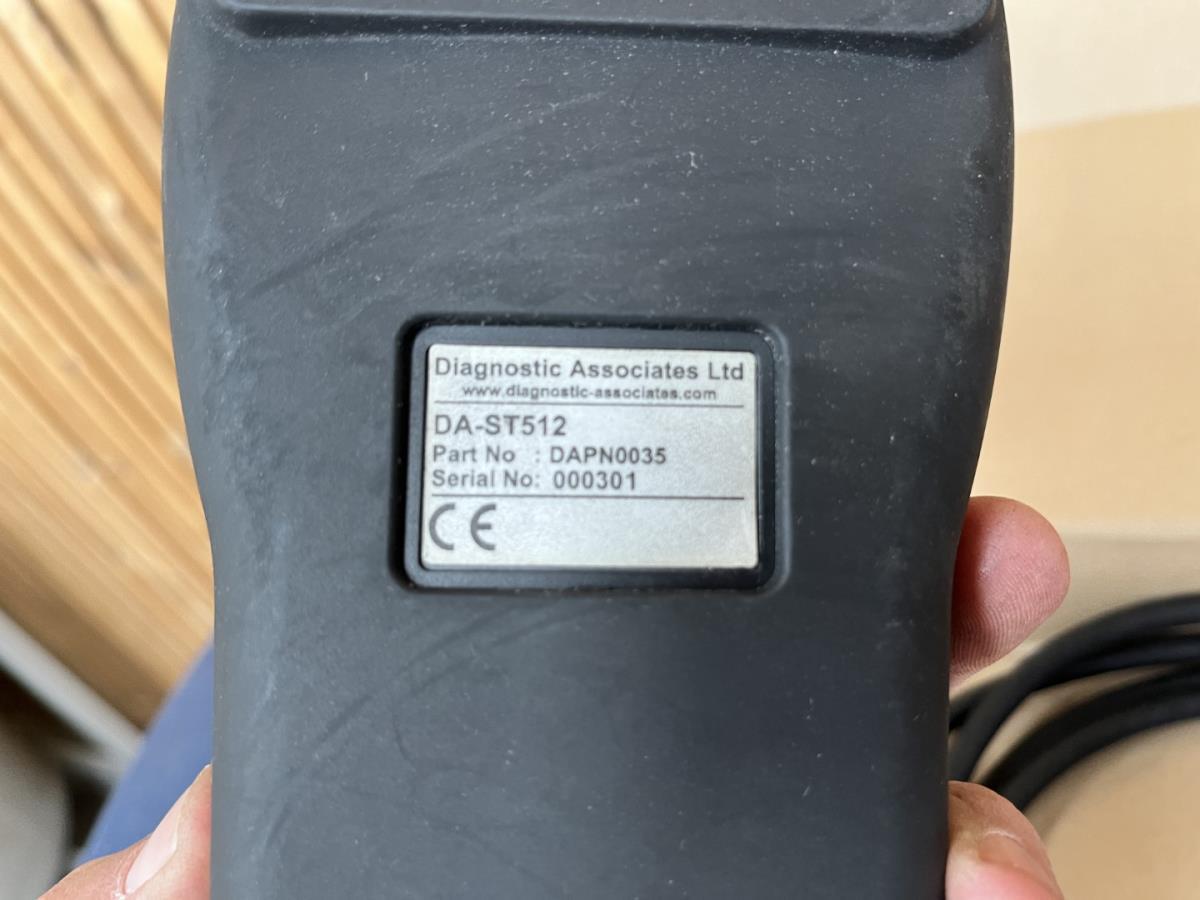 Diagnostic Associates Ltd
www.diagnostic-associates.com
DA-ST512
Part No : DAPN0035
Serial No: 000301
CE